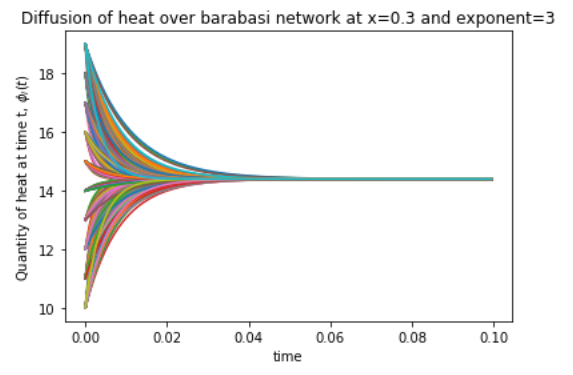 Diffusion of heat over barabasi network at x=0.3 and exponent=3
Quantity of heat at time t, ϕᵢ(t)
18
16
14
12
10
0.00 0.02 0.04 0.06 0.08 0.10
time